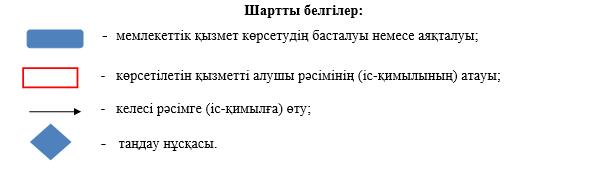 Шартты белгілер:
- мемлекеттік қызмет көрсетудің басталуы немесе аяқталуы;
- көрсетілетін қызметті алушы рәсімінің (іс-қимылының) атауы;
- келесі рәсімге (іс-қимылға) өту;
- таңдау нұсқасы.